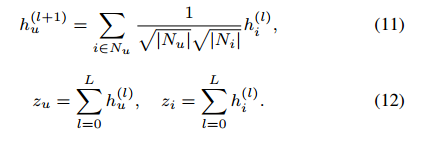 h_u^{(l+1)} = \sum_{i \in N_u} \frac{1}{\sqrt{|N_u|}\sqrt{|N_i|}} h_i^{(l)}, (11)
z_u = \sum_{l=0}^{L} h_u^{(l)}, z_i = \sum_{l=0}^{L} h_i^{(l)}. (12)